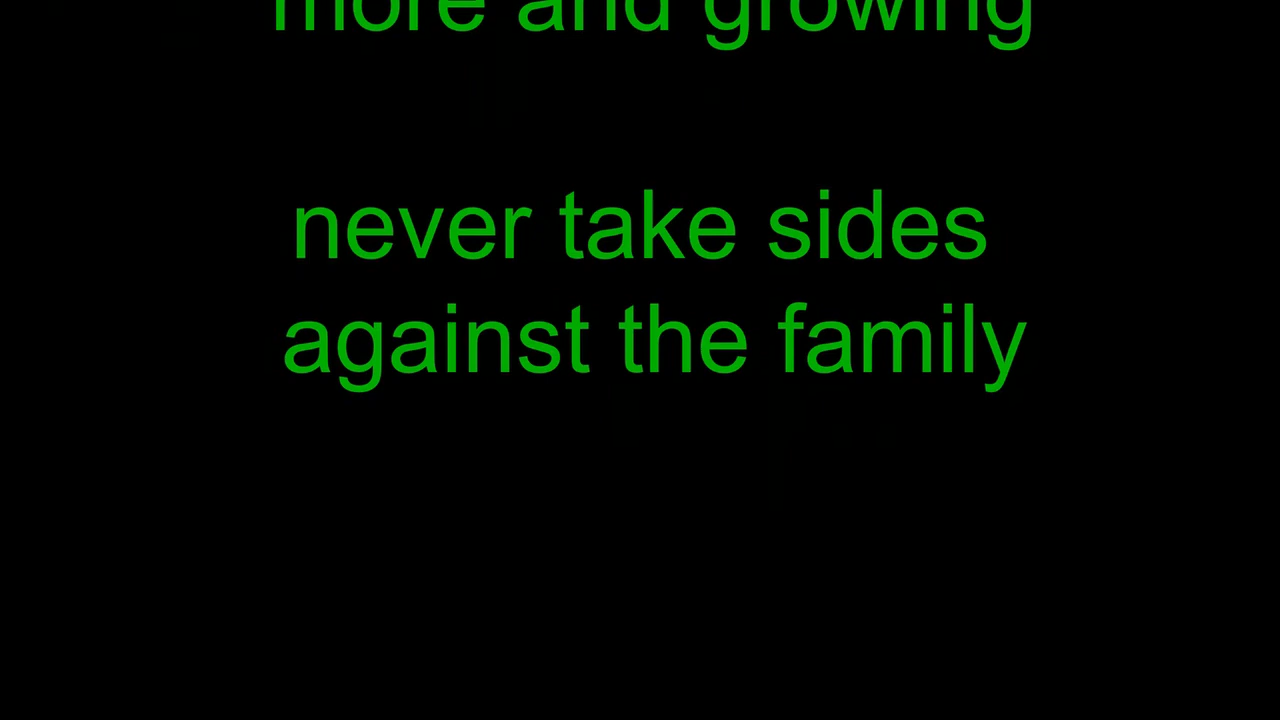 more and growing
never take sides
against the family